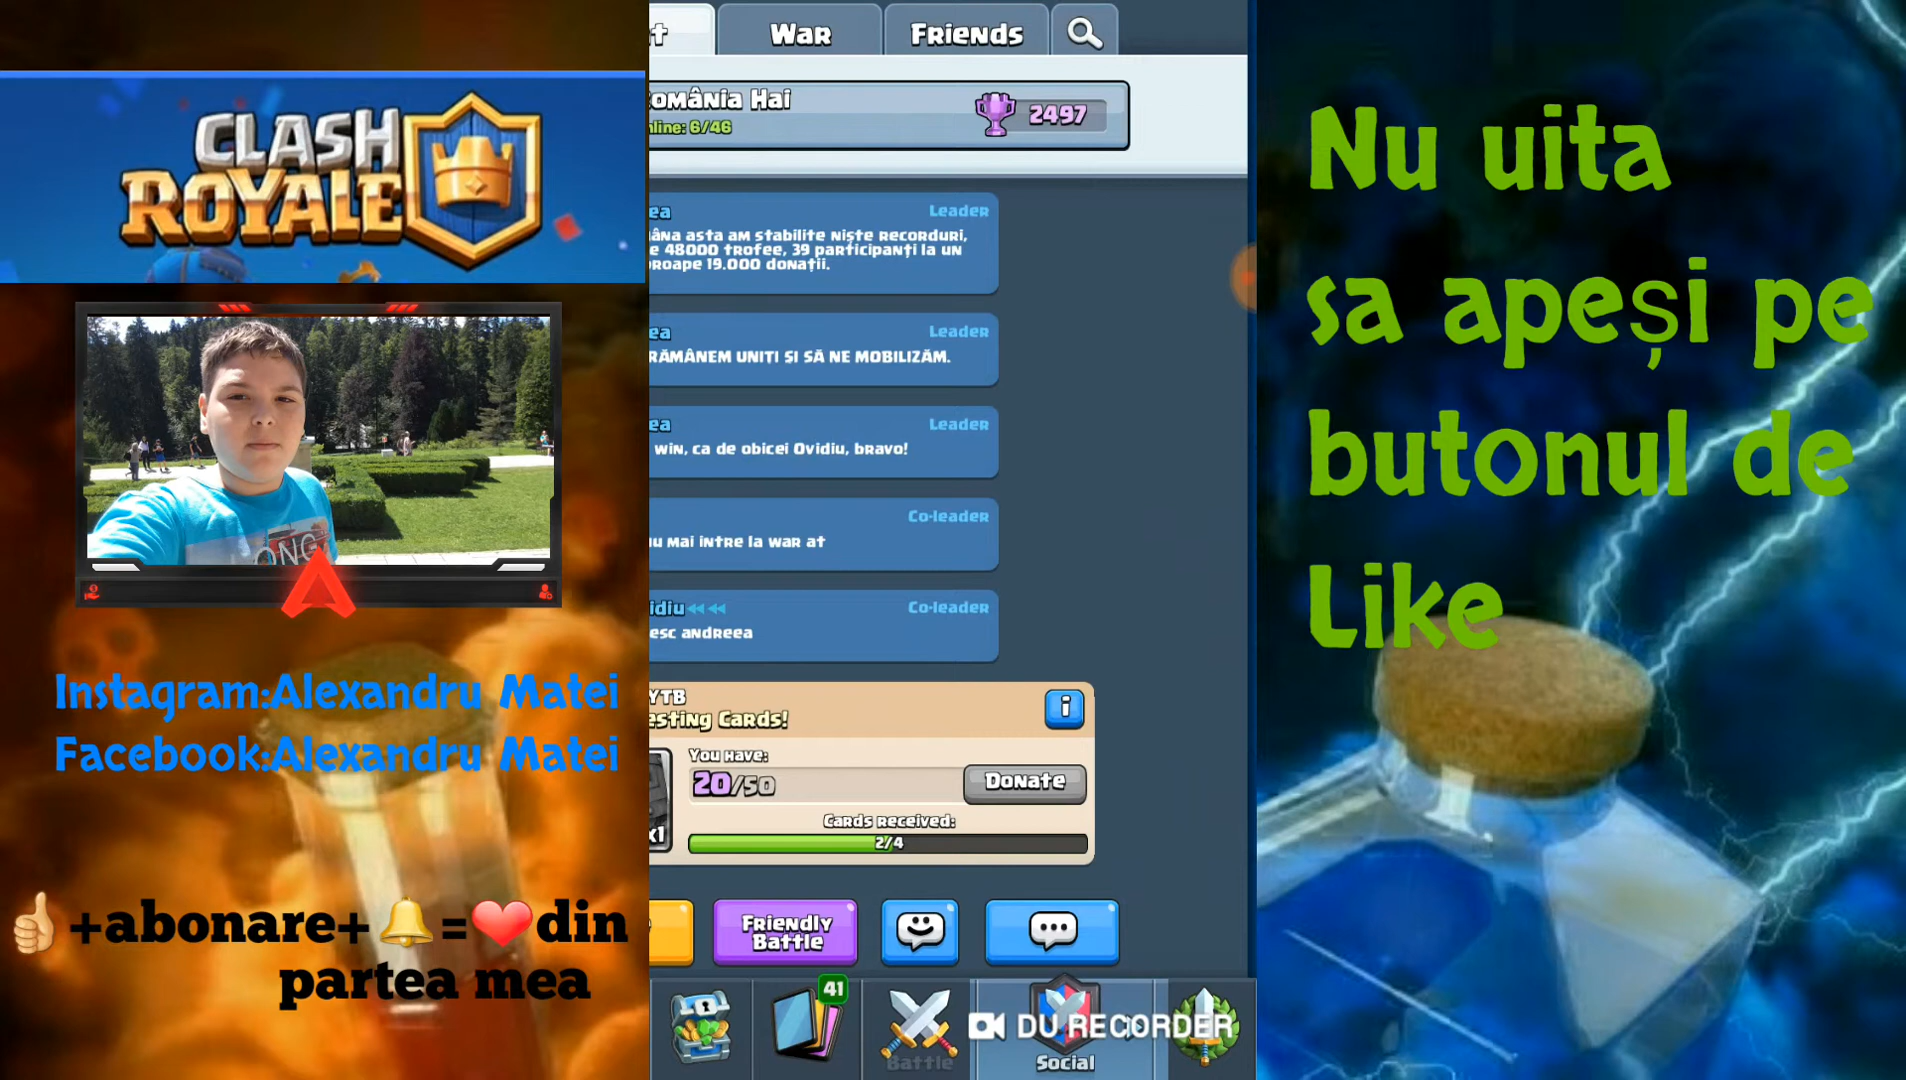 CLASH
ROYALE
ONG
Instagram:Alexandru Matei
Facebook:Alexandru Matei
👍+abonare+🔔=❤din
partea mea
War
Friends
omânia Hai
nline: 6/46
2497
ea
Leader
âna asta am stabilite niște recorduri,
e 48000 trofee, 39 participanți la un
roape 19.000 donații.
ea
Leader
RĂMÂNEM UNIȚI ȘI SĂ NE MOBILIZĂM.
ea
Leader
win, ca de obicei Ovidiu, bravo!
Co-leader
u mai intre la war at
idiu
Co-leader
esc andreea
YTB
esting Cards!
You have:
20/50
Donate
x1
Cards received:
2/4
Friendly
Battle
41
Battle
DU RECORDER
Social
Nu uita
sa apeși pe
butonul de
Like